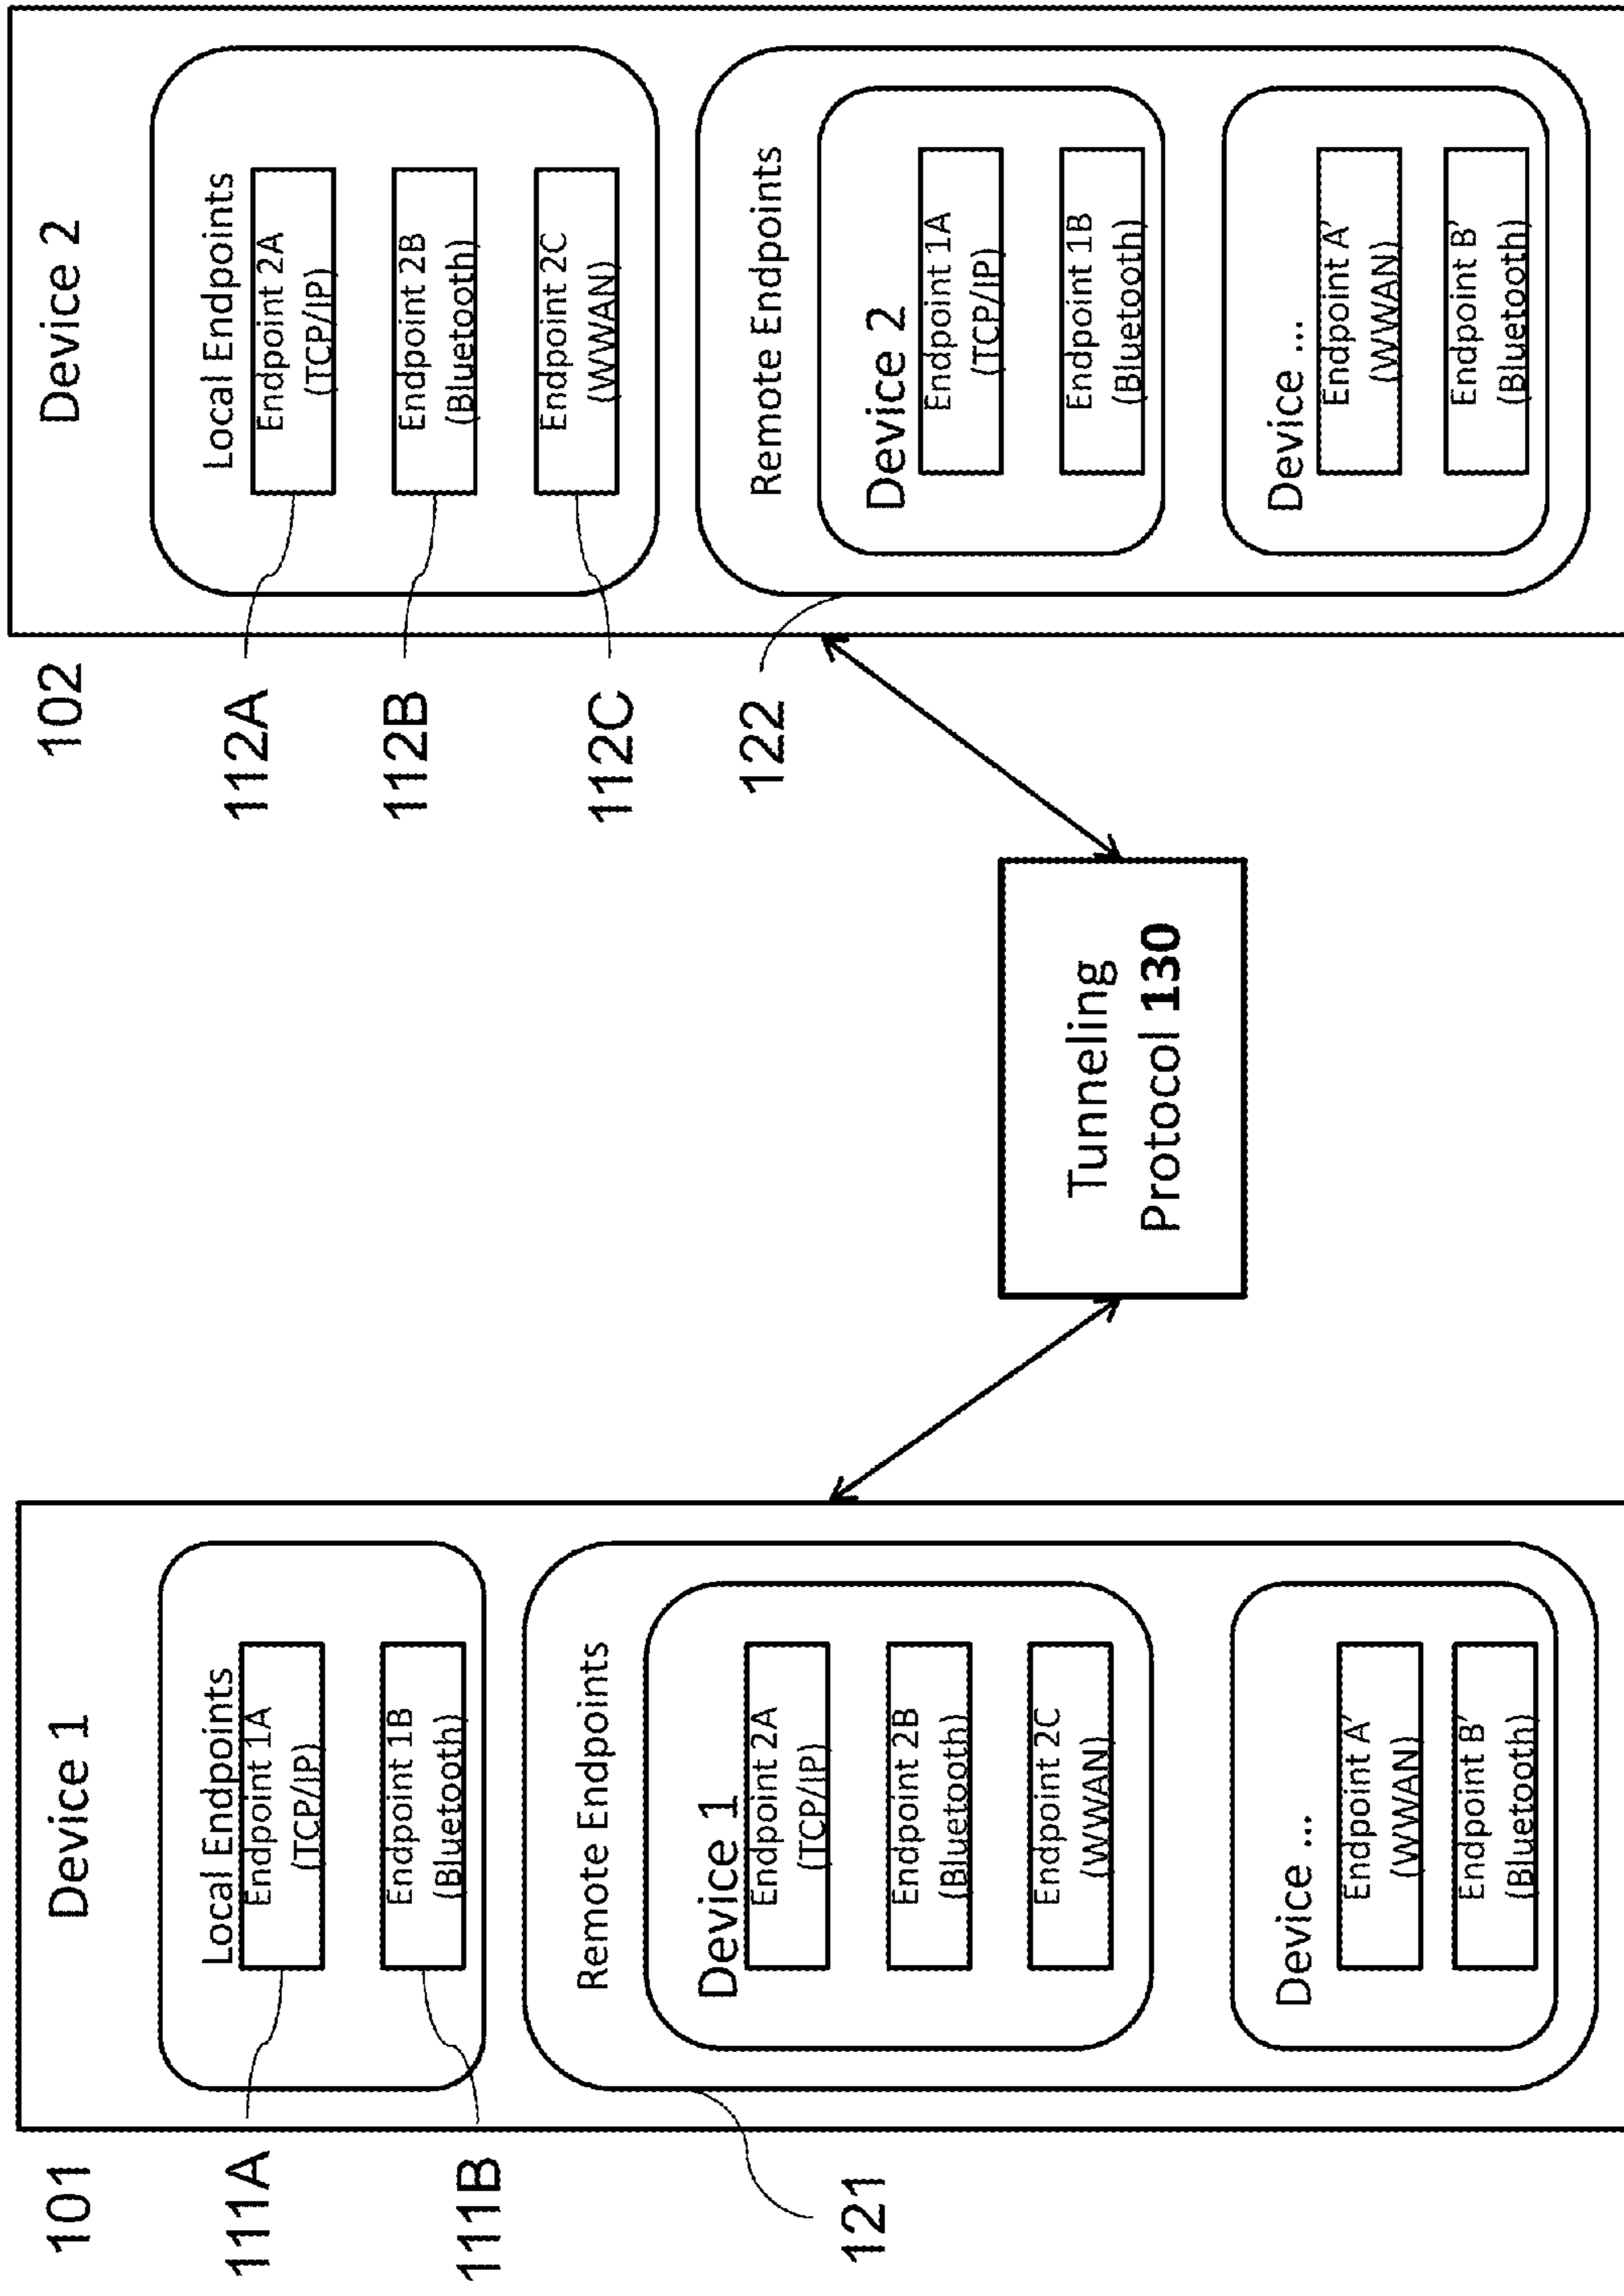 101
Device 1
111A
Local Endpoints
Endpoint 1A
(TCP/IP)
111B
Endpoint 1B
(Bluetooth)
121
Remote Endpoints
Device 1
Endpoint 2A
(TCP/IP)
Endpoint 2B
(Bluetooth)
Endpoint 2C
(WWAN)
Device ...
Endpoint A'
(WWAN)
Endpoint B'
(Bluetooth)
Tunneling
Protocol 130
102
Device 2
112A
Local Endpoints
Endpoint 2A
(TCP/IP)
112B
Endpoint 2B
(Bluetooth)
112C
Endpoint 2C
(WWAN)
122
Remote Endpoints
Device 2
Endpoint 1A
(TCP/IP)
Endpoint 1B
(Bluetooth)
Device ...
Endpoint A'
(WWAN)
Endpoint B'
(Bluetooth)